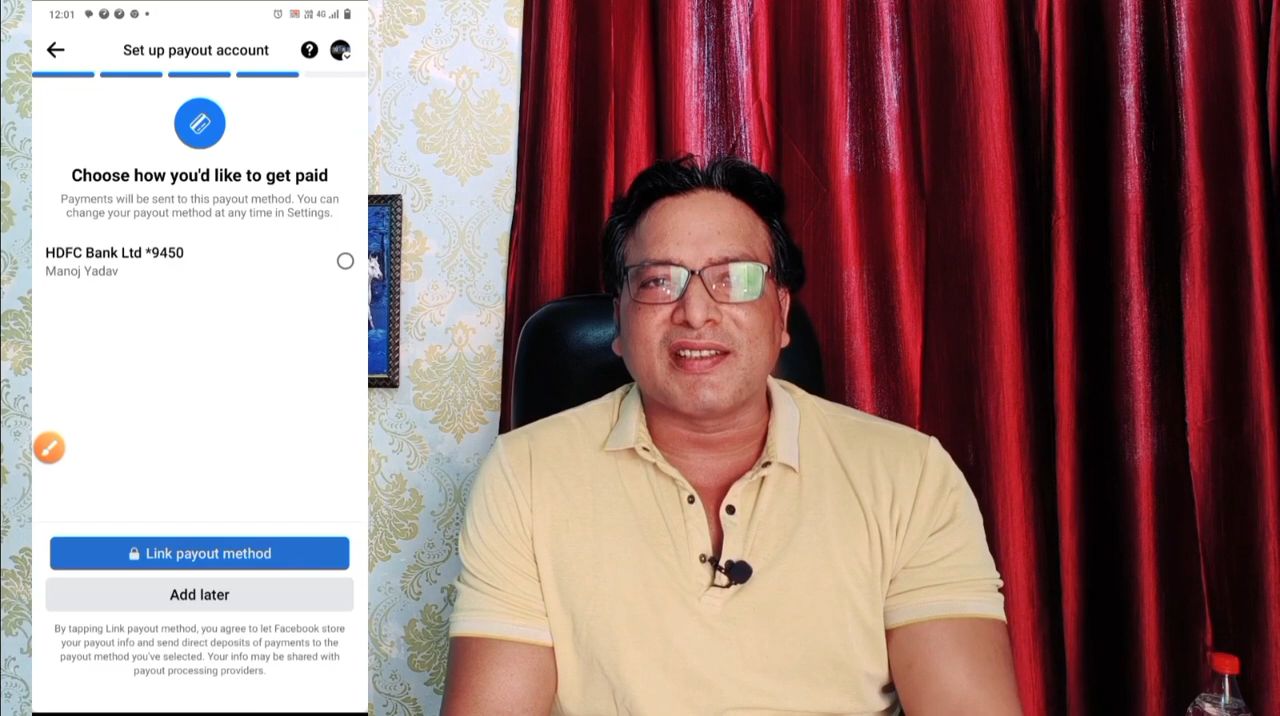 12:01
4G
Set up payout account
Choose how you'd like to get paid
Payments will be sent to this payout method. You can
change your payout method at any time in Settings.
HDFC Bank Ltd *9450
Manoj Yadav
Link payout method
Add later
By tapping Link payout method, you agree to let Facebook store
your payout info and send direct deposits of payments to the
payout method you've selected. Your info may be shared with
payout processing providers.